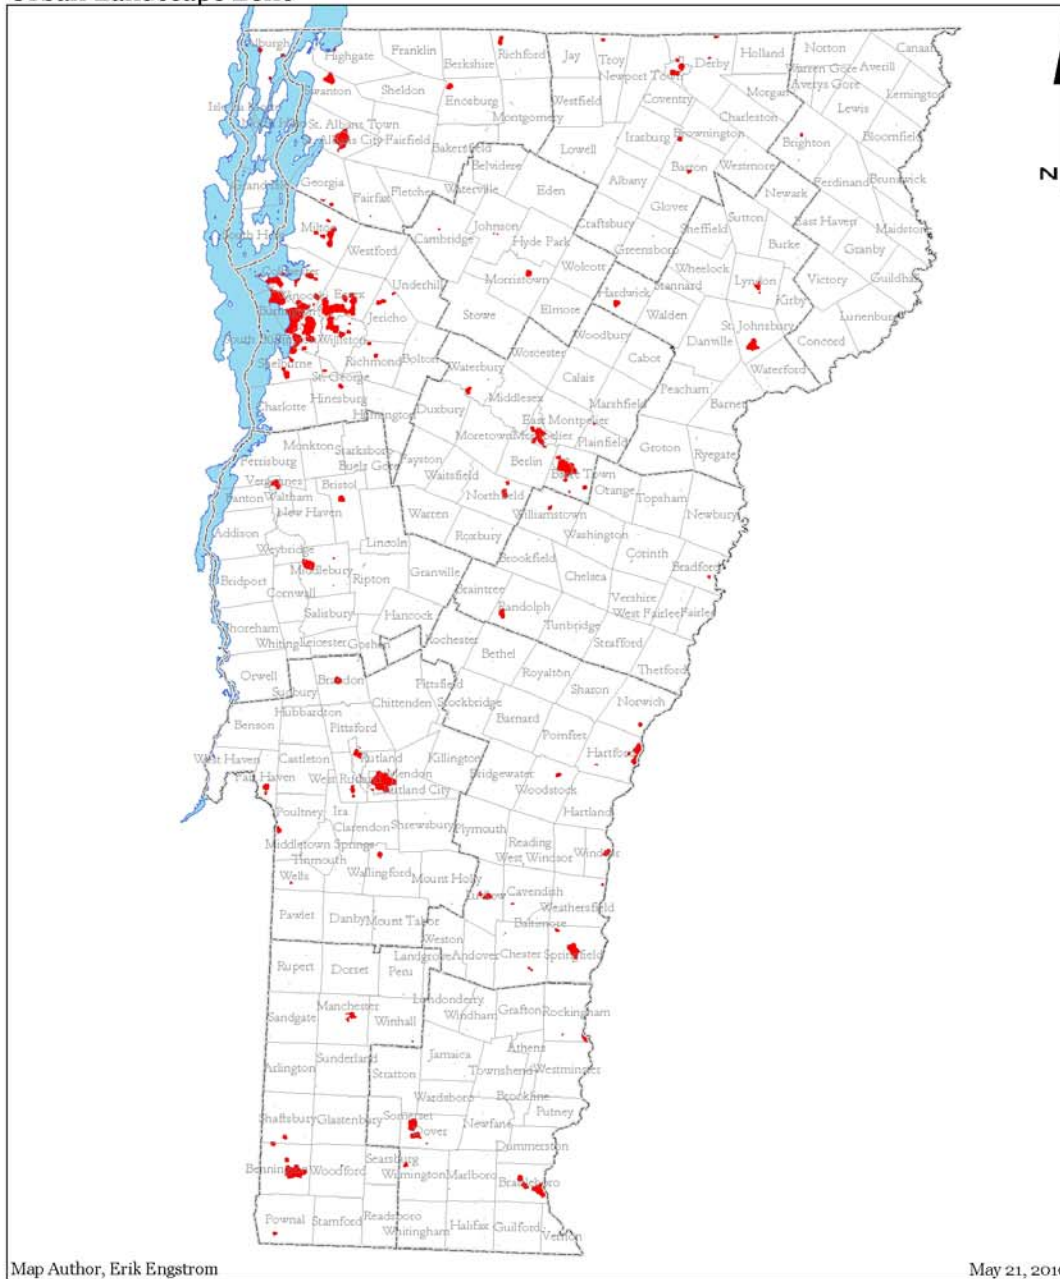 Alburgh
Highgate
Franklin
Berkshire
Richford
Jay
Troy
Newport Town
Derby
Holland
Norton
Canaan
Warren Gore
Averill
Averys Gore
Lemington
Swanton
Sheldon
Enosburg
Montgomery
Westfield
Coventry
Morgan
Charleston
Lewis
Bloomfield
St. Albans Town
Fairfield
Bakersfield
Lowell
Irasburg
Brownington
Brighton
Belvidere
Barton
Westmore
Ferdinand
Brunswick
Georgia
Fairfax
Fletcher
Waterville
Eden
Albany
Glover
Newark
Milton
Westford
Cambridge
Johnson
Hyde Park
Craftsbury
Greensboro
Sheffield
Sutton
East Haven
Maidstone
Burke
Granby
Underhill
Morristown
Wolcott
Wheelock
Stannard
Lyndon
Victory
Guildhall
Essex
Jericho
Stowe
Elmore
Hardwick
Walden
Kirby
Lunenburg
Williston
Woodbury
Danville
St. Johnsbury
Concord
Shelburne
Richmond
Bolton
Waterbury
Worcester
Cabot
Waterford
St. George
Calais
Peacham
Charlotte
Hinesburg
Huntington
Duxbury
Middlesex
Marshfield
Barnet
Monkton
Starksboro
Moretown
East Montpelier
Montpelier
Plainfield
Groton
Ryegate
Ferrisburg
Buels Gore
Fayston
Waitsfield
Berlin
Barre Town
Vergennes
Panton
Waltham
Bristol
Northfield
Orange
Topsham
New Haven
Warren
Williamstown
Newbury
Addison
Roxbury
Washington
Weybridge
Lincoln
Brookfield
Corinth
Bridport
Middlebury
Ripton
Granville
Chelsea
Bradford
Cornwall
Braintree
Vershire
Salisbury
Hancock
Randolph
West Fairlee
Fairlee
Shoreham
Tunbridge
Whiting
Leicester
Goshen
Rochester
Strafford
Bethel
Orwell
Brandon
Thetford
Sudbury
Pittsfield
Royalton
Sharon
Hubbardton
Chittenden
Stockbridge
Norwich
Benson
Pittsford
Barnard
Pomfret
West Haven
Castleton
Rutland
Killington
Hartford
Fair Haven
West Rutland
Mendon
Bridgewater
Rutland City
Woodstock
Poultney
Ira
Hartland
Clarendon
Shrewsbury
Plymouth
Middletown Springs
Reading
Tinmouth
West Windsor
Windsor
Wells
Wallingford
Mount Holly
Ludlow
Cavendish
Weathersfield
Pawlet
Danby
Mount Tabor
Baltimore
Weston
Landgrove
Andover
Chester
Springfield
Rupert
Dorset
Peru
Londonderry
Manchester
Windham
Grafton
Rockingham
Sandgate
Winhall
Athens
Arlington
Sunderland
Jamaica
Stratton
Townshend
Westminster
Wardsboro
Brookline
Shaftsbury
Glastenbury
Somerset
Dover
Newfane
Putney
Dummerston
Bennington
Woodford
Searsburg
Wilmington
Marlboro
Brattleboro
Pownal
Stamford
Readsboro
Whitingham
Halifax
Guilford
Vernon
Map Author, Erik Engstrom